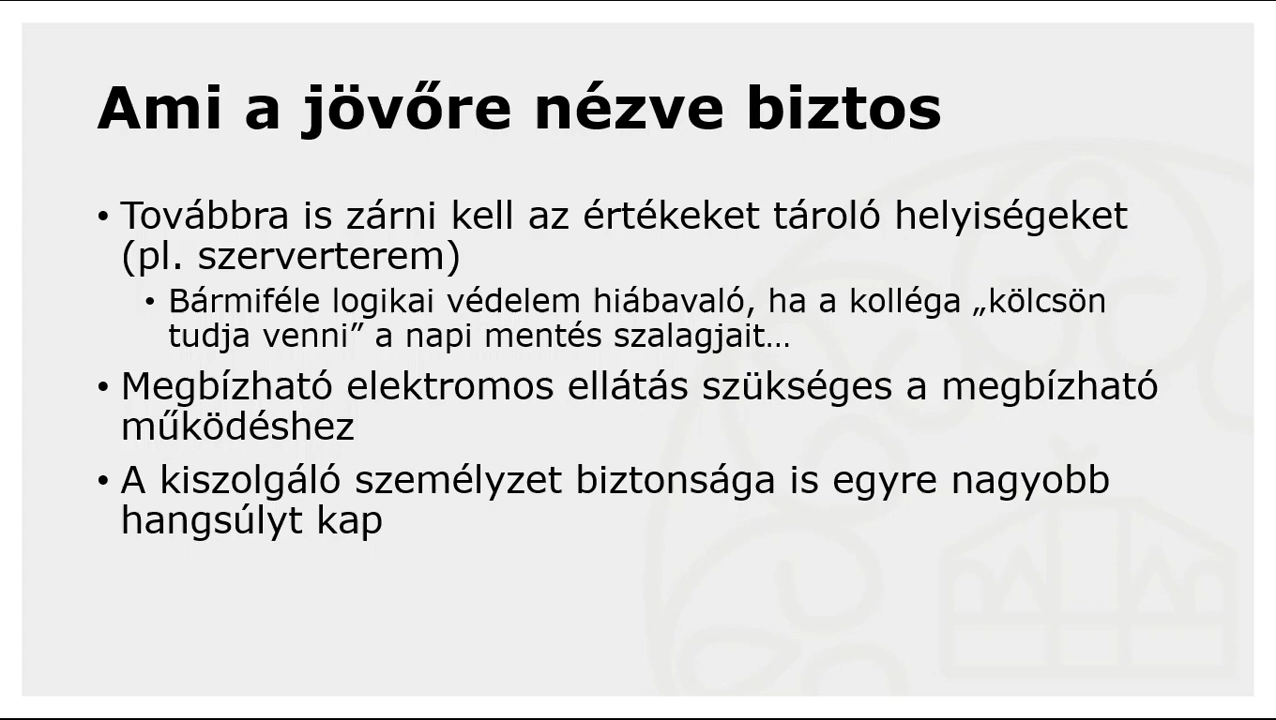 Ami a jövőre nézve biztos
• Továbbra is zárni kell az értékeket tároló helyiségeket
(pl. szerverterem)
• Bármiféle logikai védelem hiábavaló, ha a kolléga „kölcsön
tudja venni” a napi mentés szalagjait…
• Megbízható elektromos ellátás szükséges a megbízható
működéshez
• A kiszolgáló személyzet biztonsága is egyre nagyobb
hangsúlyt kap